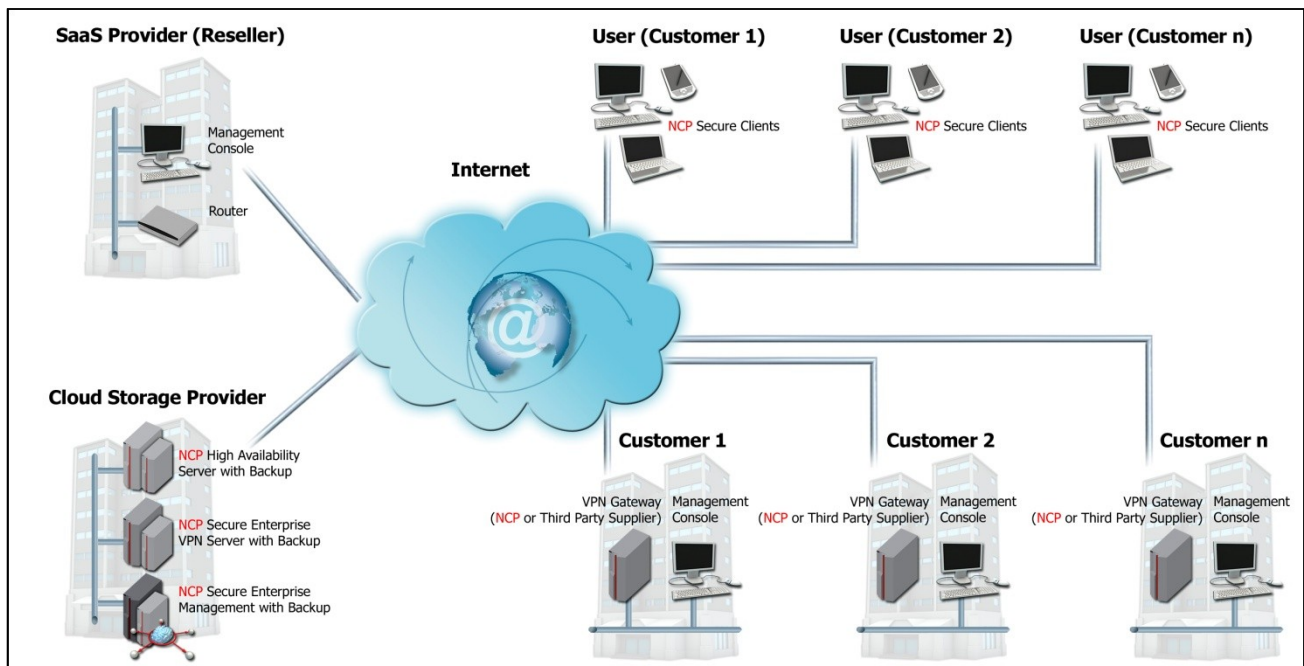 SaaS Provider (Reseller)
Management
Console
Router
User (Customer 1)
NCP Secure Clients
User (Customer 2)
NCP Secure Clients
User (Customer n)
NCP Secure Clients
Internet
@
Cloud Storage Provider
NCP High Availability
Server with Backup
NCP Secure Enterprise
VPN Server with Backup
NCP Secure Enterprise
Management with Backup
Customer 1
VPN Gateway
(NCP or Third Party Supplier)
Management
Console
Customer 2
VPN Gateway
(NCP or Third Party Supplier)
Management
Console
Customer n
VPN Gateway
(NCP or Third Party Supplier)
Management
Console